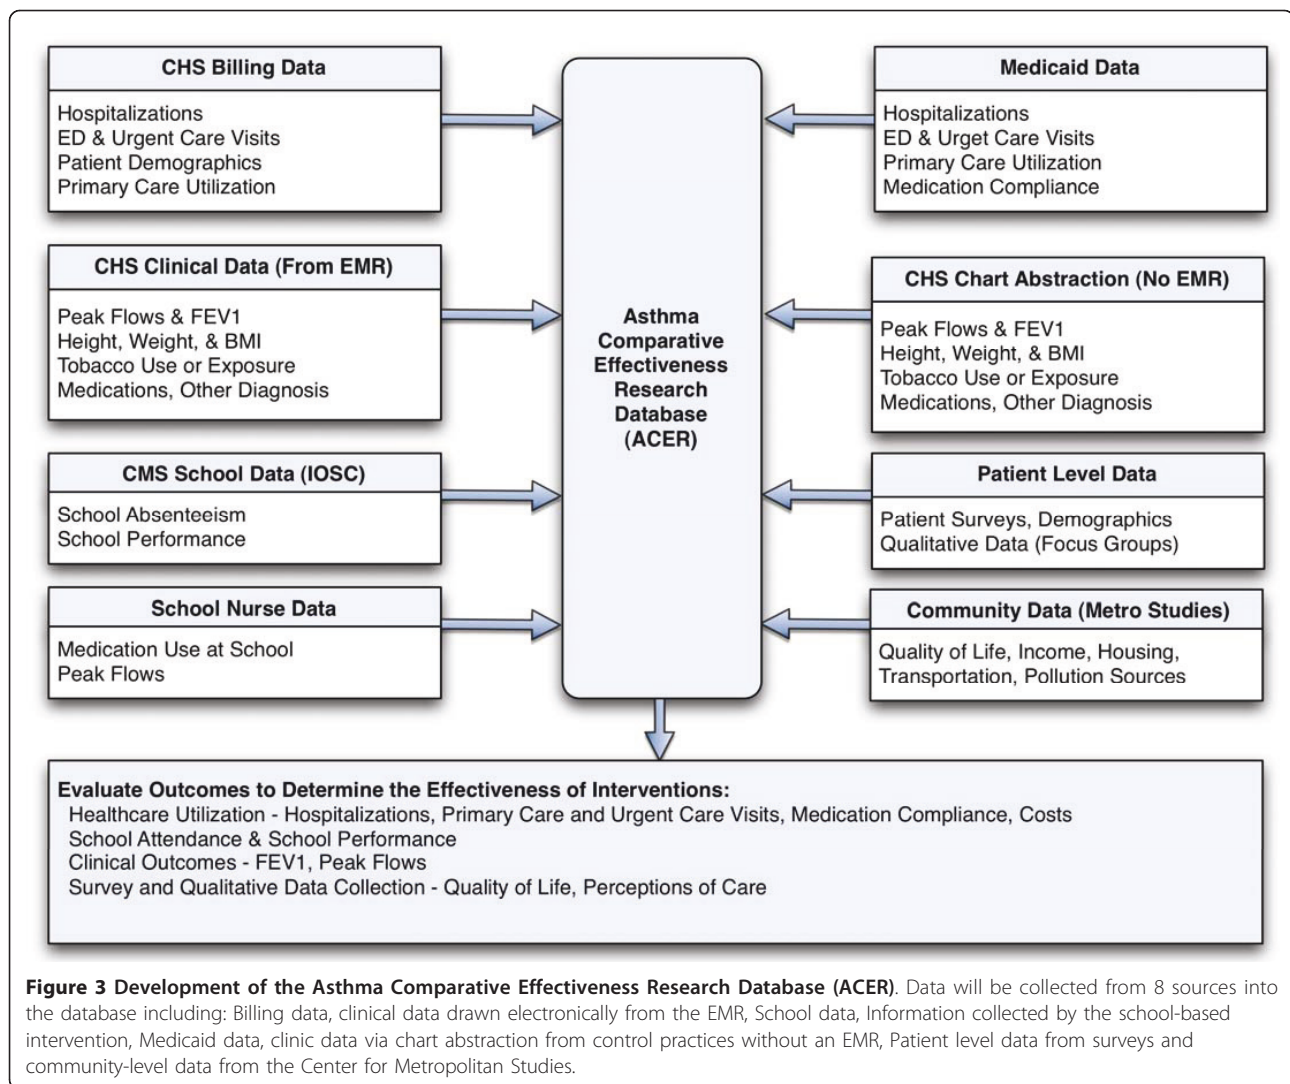 CHS Billing Data
Hospitalizations
ED & Urgent Care Visits
Patient Demographics
Primary Care Utilization
CHS Clinical Data (From EMR)
Peak Flows & FEV1
Height, Weight, & BMI
Tobacco Use or Exposure
Medications, Other Diagnosis
CMS School Data (IOSC)
School Absenteeism
School Performance
School Nurse Data
Medication Use at School
Peak Flows
Asthma
Comparative
Effectiveness
Research
Database
(ACER)
Medicaid Data
Hospitalizations
ED & Urget Care Visits
Primary Care Utilization
Medication Compliance
CHS Chart Abstraction (No EMR)
Peak Flows & FEV1
Height, Weight, & BMI
Tobacco Use or Exposure
Medications, Other Diagnosis
Patient Level Data
Patient Surveys, Demographics
Qualitative Data (Focus Groups)
Community Data (Metro Studies)
Quality of Life, Income, Housing,
Transportation, Pollution Sources
Evaluate Outcomes to Determine the Effectiveness of Interventions:
Healthcare Utilization - Hospitalizations, Primary Care and Urgent Care Visits, Medication Compliance, Costs
School Attendance & School Performance
Clinical Outcomes - FEV1, Peak Flows
Survey and Qualitative Data Collection - Quality of Life, Perceptions of Care
Figure 3 Development of the Asthma Comparative Effectiveness Research Database (ACER). Data will be collected from 8 sources into
the database including: Billing data, clinical data drawn electronically from the EMR, School data, Information collected by the school-based
intervention, Medicaid data, clinic data via chart abstraction from control practices without an EMR, Patient level data from surveys and
community-level data from the Center for Metropolitan Studies.